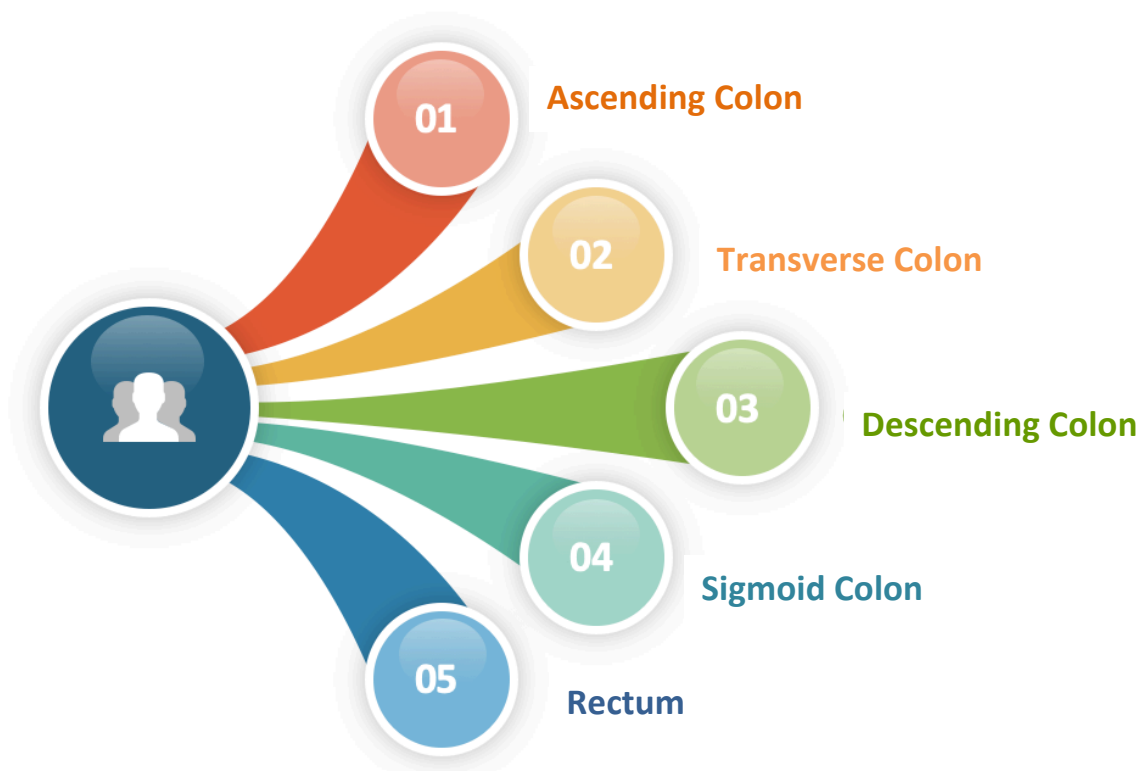 01
Ascending Colon
02
Transverse Colon
03
Descending Colon
04
Sigmoid Colon
05
Rectum